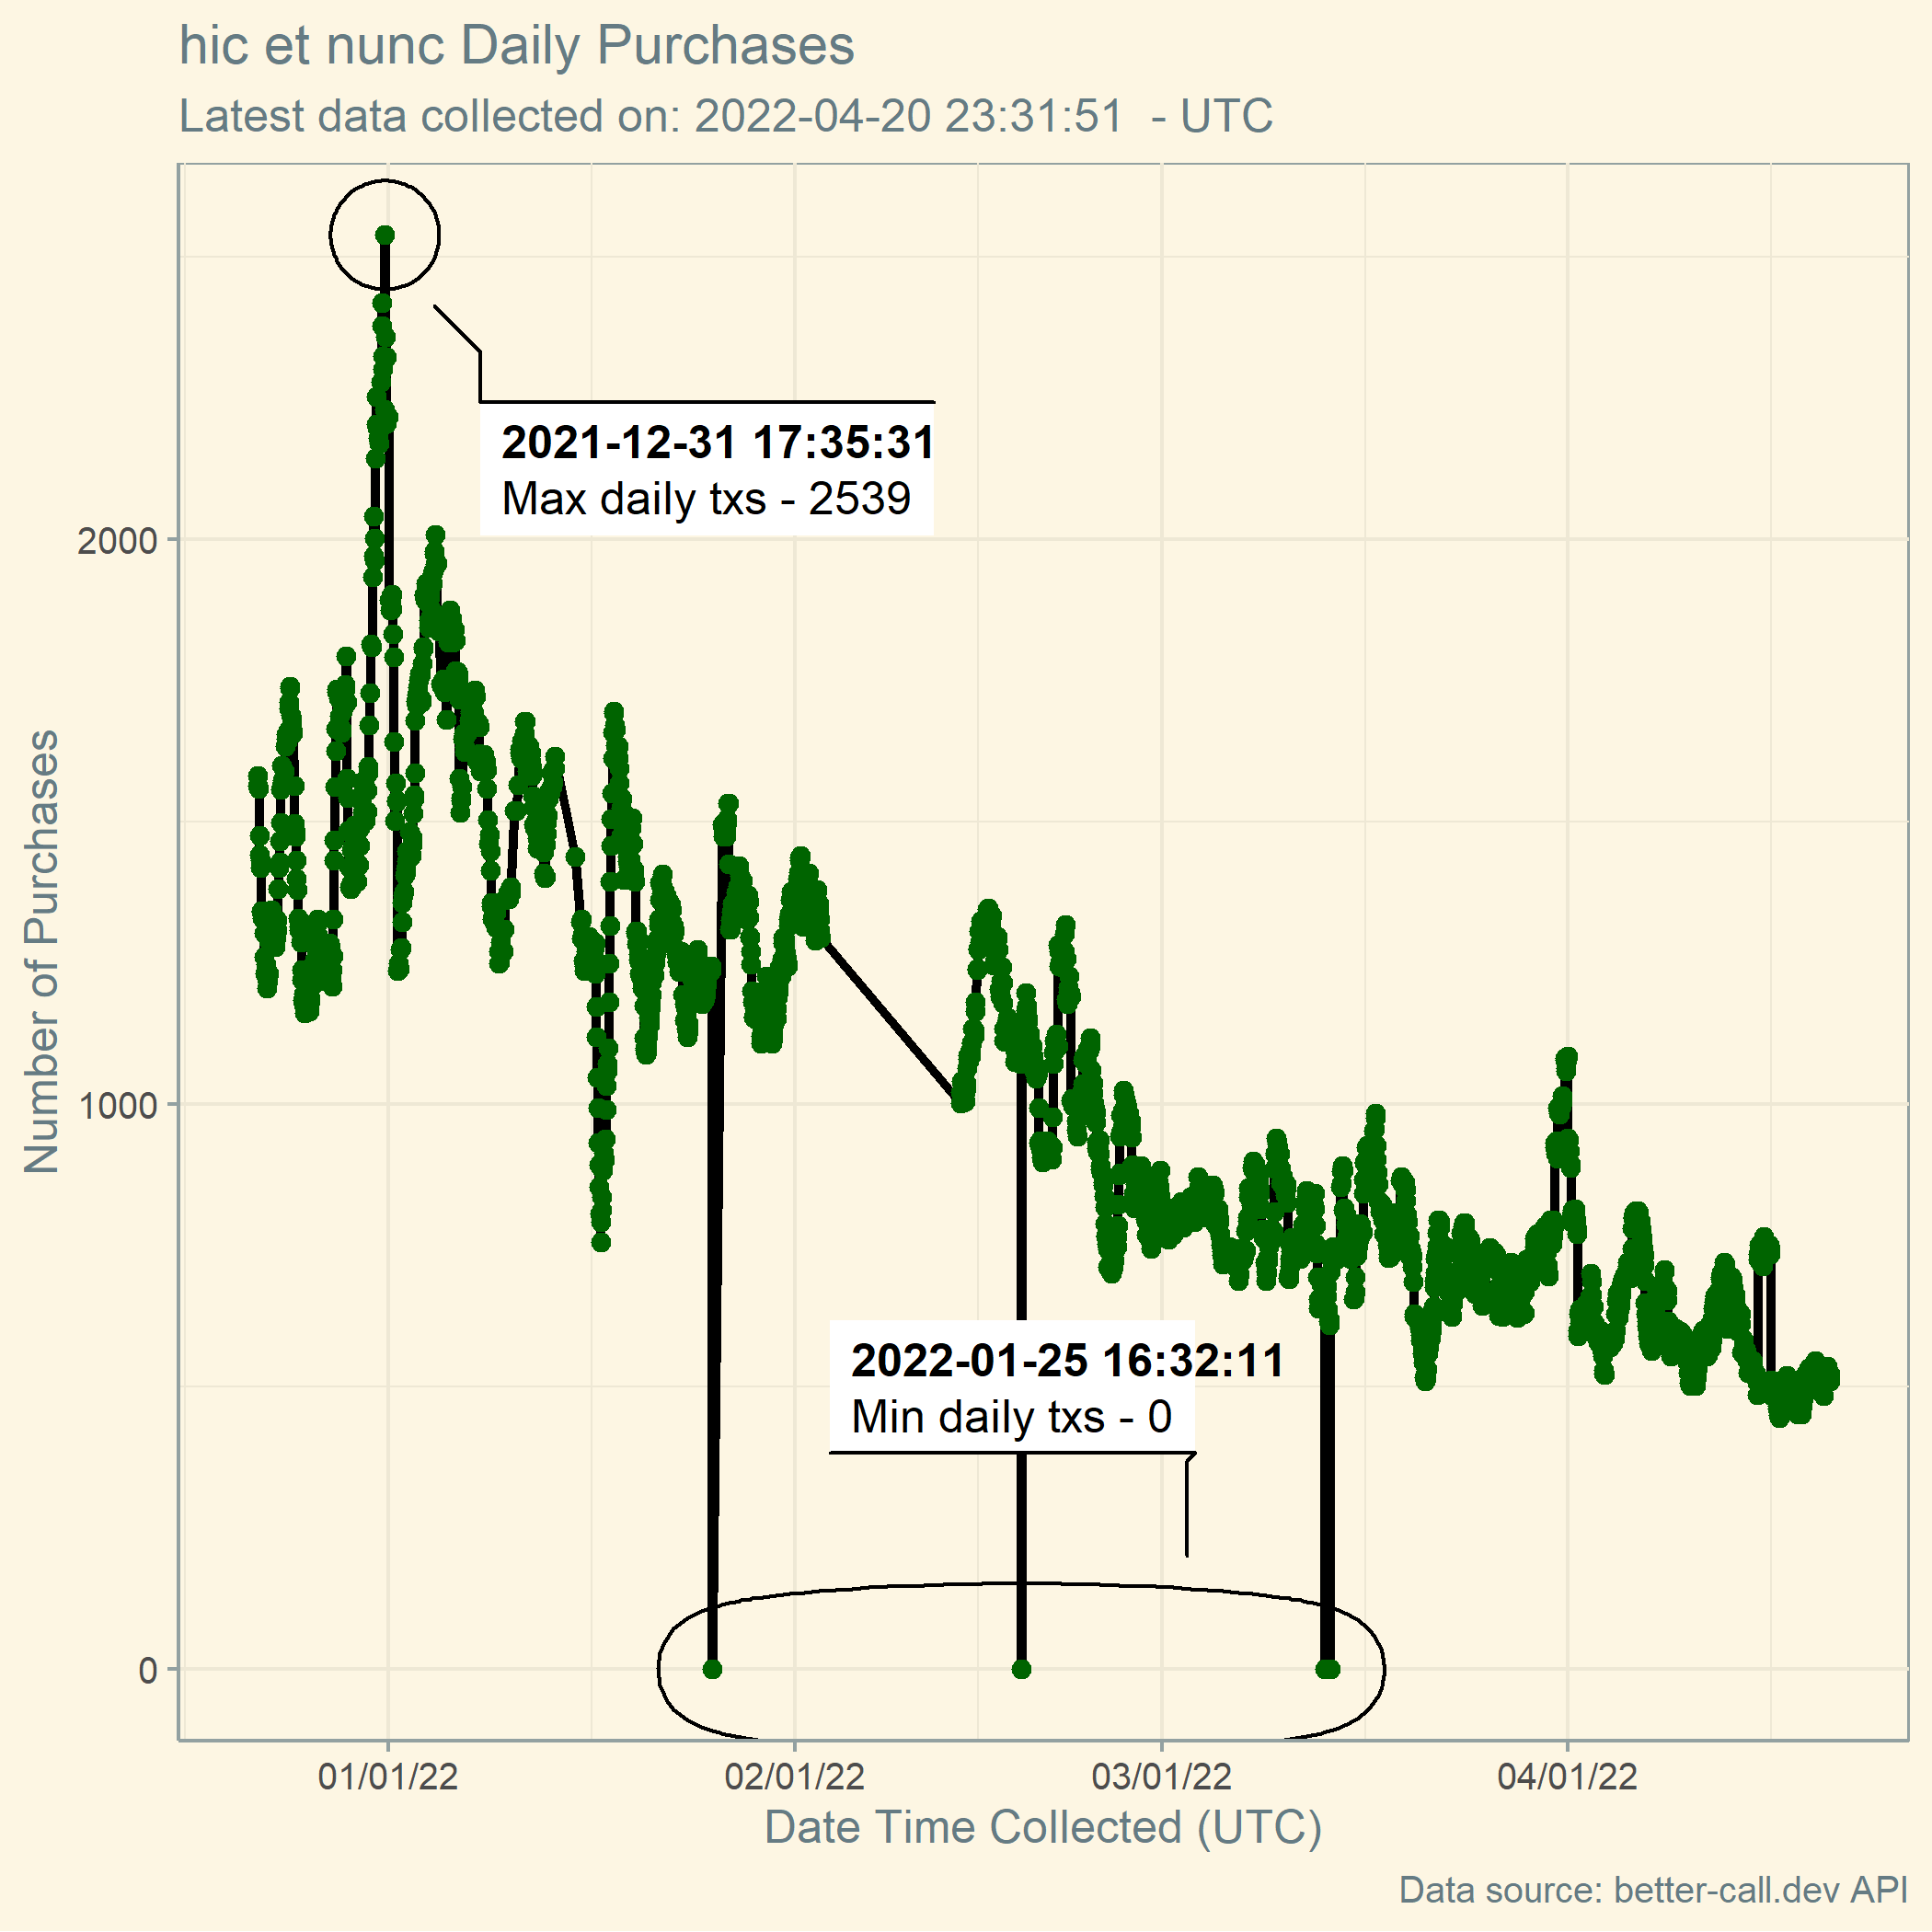 hic et nunc Daily Purchases
Latest data collected on: 2022-04-20 23:31:51  - UTC
2021-12-31 17:35:31
Max daily txs - 2539
2000
Number of Purchases
1000
2022-01-25 16:32:11
Min daily txs - 0
0
01/01/22 02/01/22 03/01/22 04/01/22
Date Time Collected (UTC)
Data source: better-call.dev API